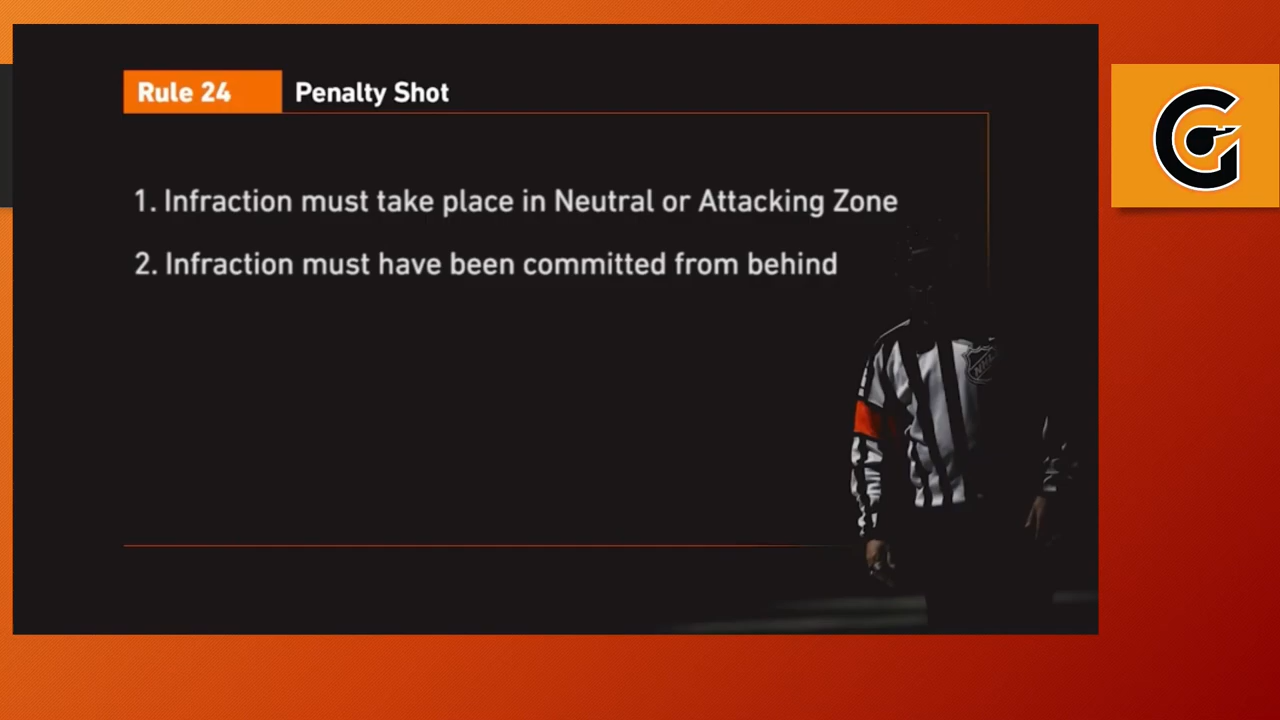 Rule 24 Penalty Shot
1. Infraction must take place in Neutral or Attacking Zone
2. Infraction must have been committed from behind
NHL
G